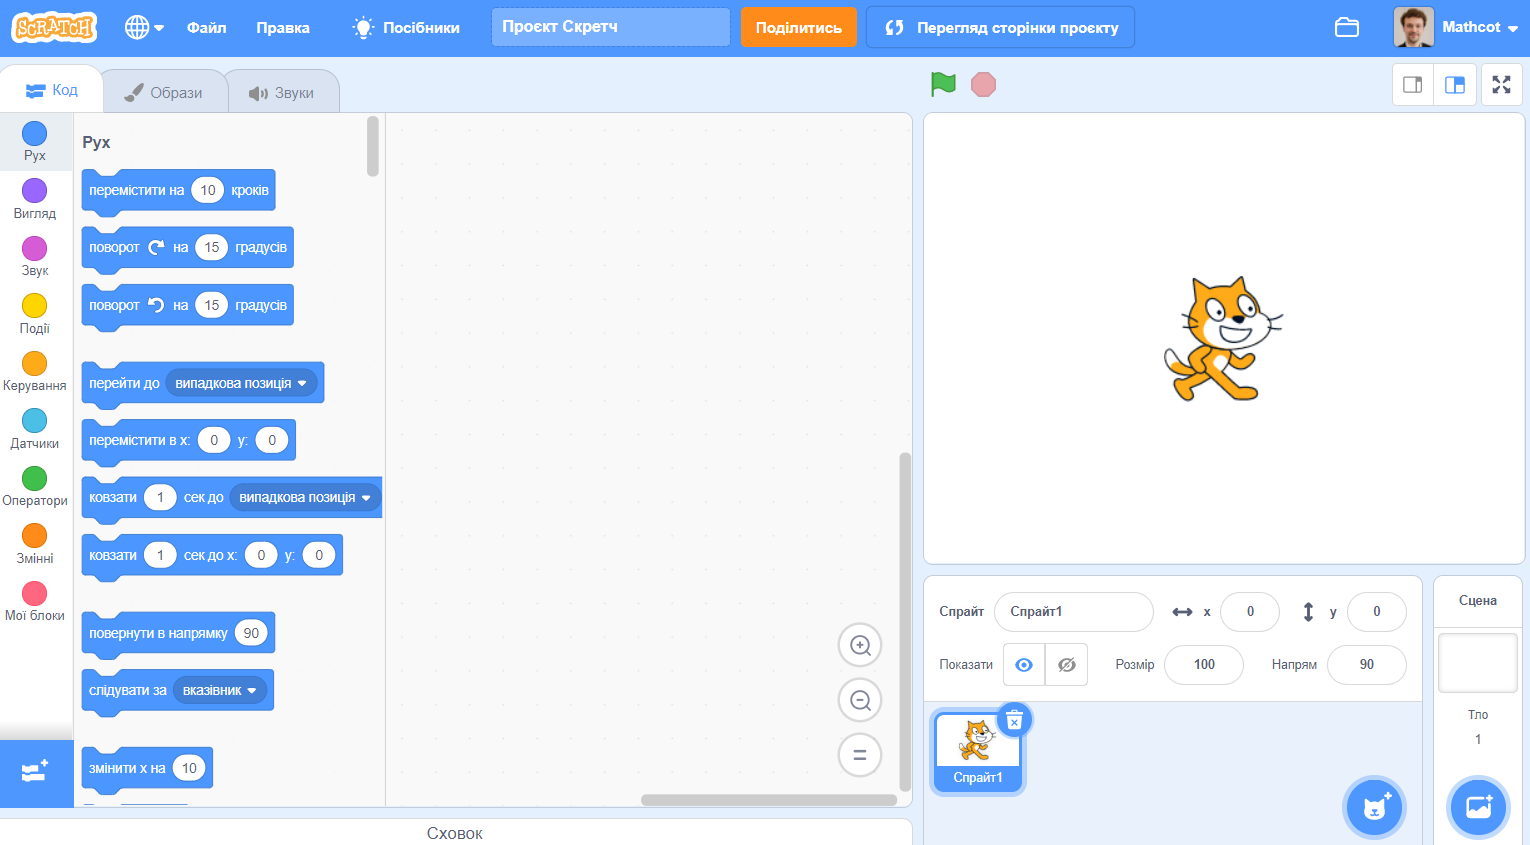 SCRATCH Файл Правка Посібники Проєкт Скретч Поділитись Перегляд сторінки проєкту Mathcot
Код Образи Звуки
Рух
Вигляд
Звук
Події
Керування
Датчики
Оператори
Змінні
Мої блоки
Рух
перемістити на 10 кроків
поворот на 15 градусів
поворот на 15 градусів
перейти до випадкова позиція
перемістити в x: 0 y: 0
ковзати 1 сек до випадкова позиція
ковзати 1 сек до x: 0 y: 0
повернути в напрямку 90
слідувати за вказівник
змінити x на 10
Сховок
Спрайт Спрайт1 x 0 y 0
Показати Розмір 100 Напрям 90
Спрайт1
Сцена
Тло
1